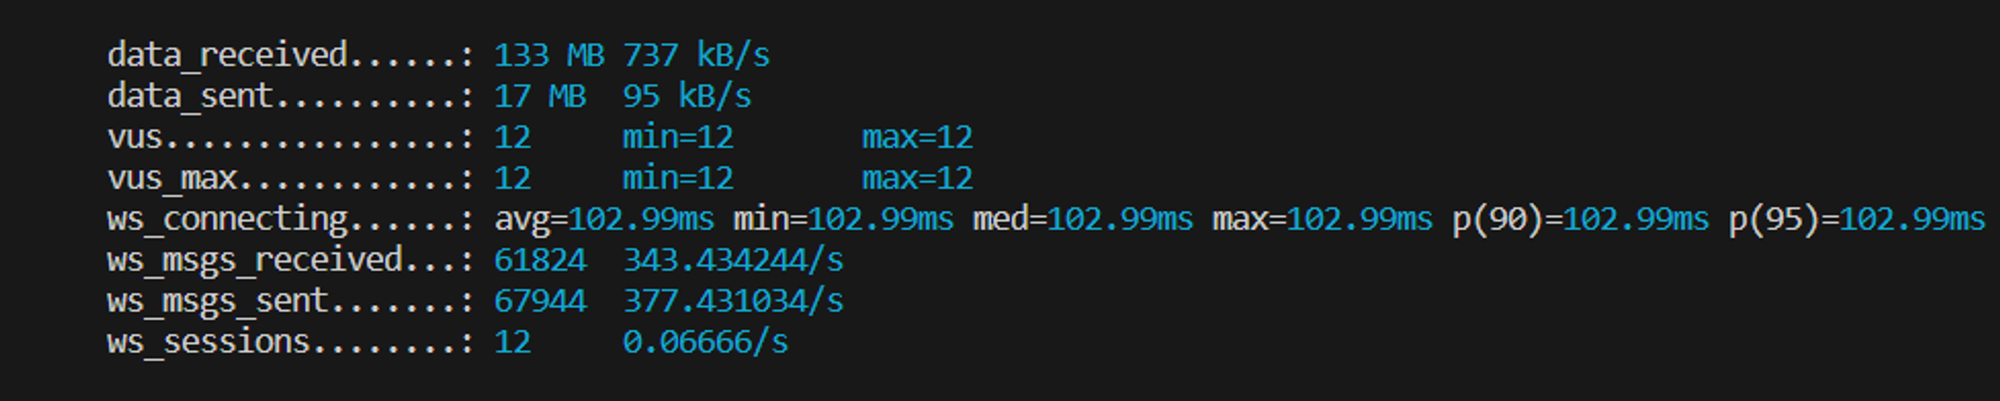 data_received......: 133 MB 737 kB/s
data_sent..........: 17 MB  95 kB/s
vus................: 12     min=12       max=12
vus_max............: 12     min=12       max=12
ws_connecting......: avg=102.99ms min=102.99ms med=102.99ms max=102.99ms p(90)=102.99ms p(95)=102.99ms
ws_msgs_received...: 61824  343.434244/s
ws_msgs_sent.......: 67944  377.431034/s
ws_sessions........: 12     0.06666/s